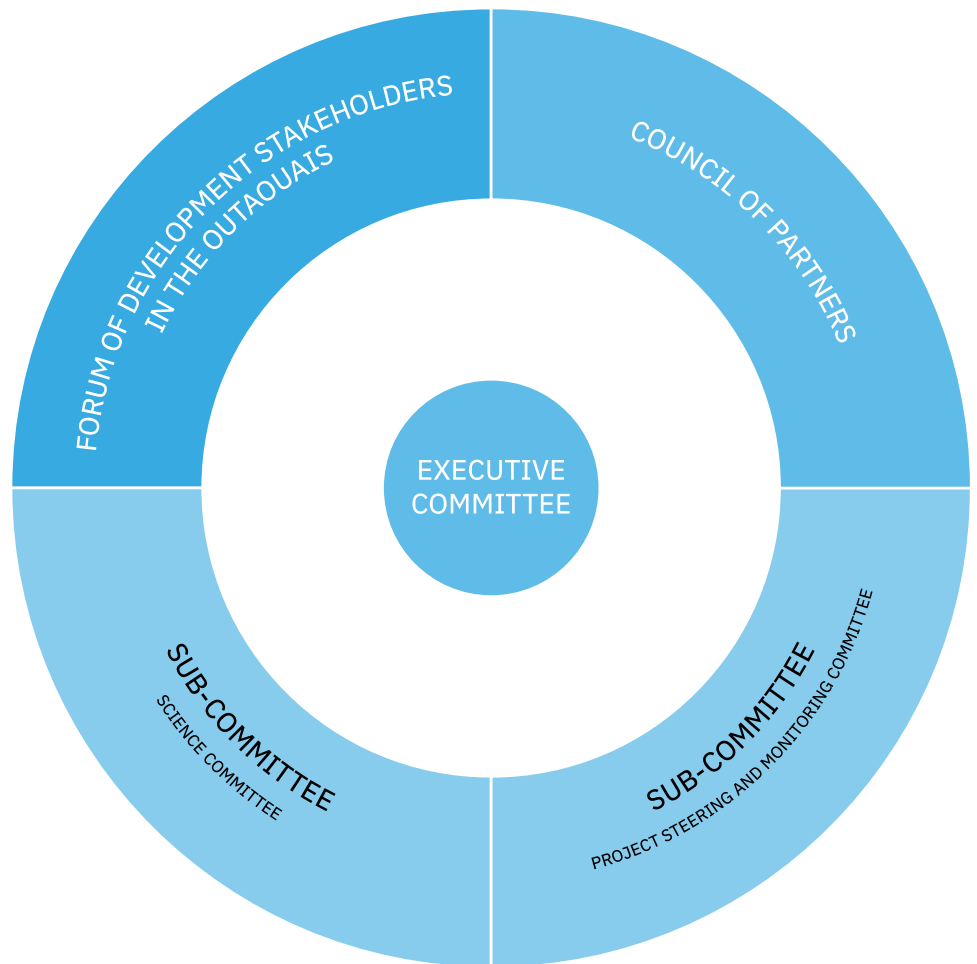 FORUM OF DEVELOPMENT STAKEHOLDERS
IN THE OUTAOUAIS
COUNCIL OF PARTNERS
EXECUTIVE
COMMITTEE
SUB-COMMITTEE
SCIENCE COMMITTEE
SUB-COMMITTEE
PROJECT STEERING AND MONITORING COMMITTEE